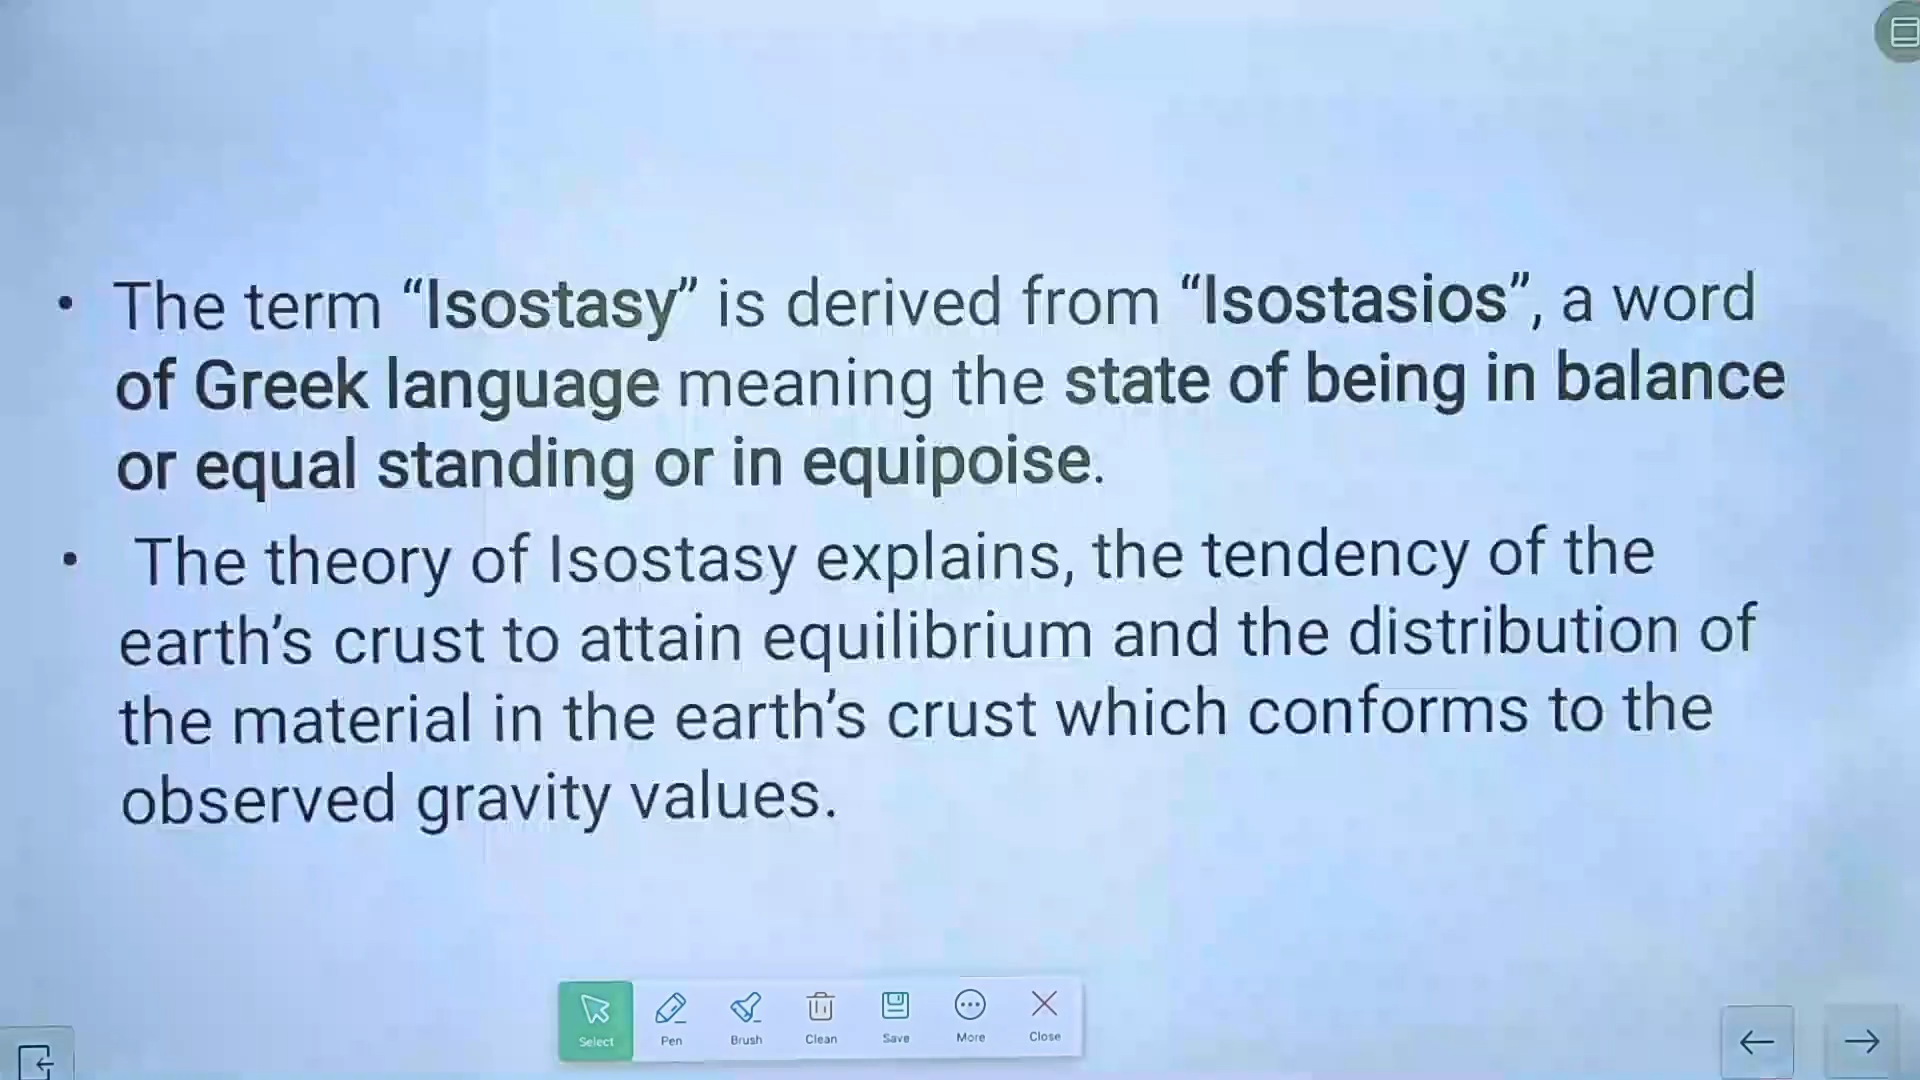 • The term “Isostasy” is derived from “Isostasios”, a word
of Greek language meaning the state of being in balance
or equal standing or in equipoise.
• The theory of Isostasy explains, the tendency of the
earth’s crust to attain equilibrium and the distribution of
the material in the earth’s crust which conforms to the
observed gravity values.
Select Pen Brush Clean Save More Close